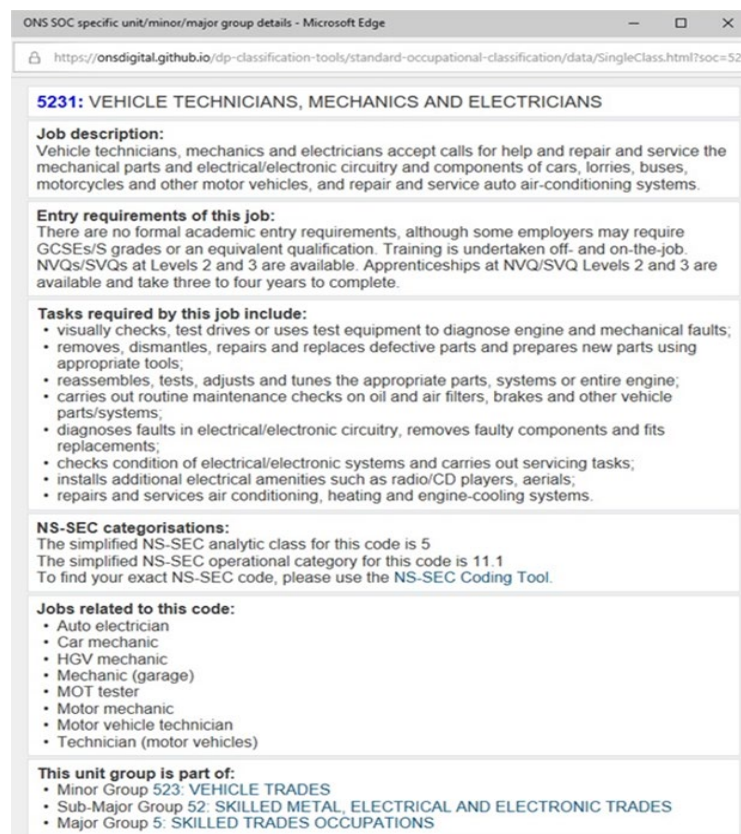 ONS SOC specific unit/minor/major group details - Microsoft Edge
https://onsdigital.github.io/dp-classification-tools/standard-occupational-classification/data/SingleClass.html?soc=52
5231: VEHICLE TECHNICIANS, MECHANICS AND ELECTRICIANS
Job description:
Vehicle technicians, mechanics and electricians accept calls for help and repair and service the
mechanical parts and electrical/electronic circuitry and components of cars, lorries, buses,
motorcycles and other motor vehicles, and repair and service auto air-conditioning systems.
Entry requirements of this job:
There are no formal academic entry requirements, although some employers may require
GCSEs/S grades or an equivalent qualification. Training is undertaken off- and on-the-job.
NVQs/SVQs at Levels 2 and 3 are available. Apprenticeships at NVQ/SVQ Levels 2 and 3 are
available and take three to four years to complete.
Tasks required by this job include:
• visually checks, test drives or uses test equipment to diagnose engine and mechanical faults;
• removes, dismantles, repairs and replaces defective parts and prepares new parts using
appropriate tools;
• reassembles, tests, adjusts and tunes the appropriate parts, systems or entire engine;
• carries out routine maintenance checks on oil and air filters, brakes and other vehicle
parts/systems;
• diagnoses faults in electrical/electronic circuitry, removes faulty components and fits
replacements;
• checks condition of electrical/electronic systems and carries out servicing tasks;
• installs additional electrical amenities such as radio/CD players, aerials;
• repairs and services air conditioning, heating and engine-cooling systems.
NS-SEC categorisations:
The simplified NS-SEC analytic class for this code is 5
The simplified NS-SEC operational category for this code is 11.1
To find your exact NS-SEC code, please use the NS-SEC Coding Tool.
Jobs related to this code:
• Auto electrician
• Car mechanic
• HGV mechanic
• Mechanic (garage)
• MOT tester
• Motor mechanic
• Motor vehicle technician
• Technician (motor vehicles)
This unit group is part of:
• Minor Group 523: VEHICLE TRADES
• Sub-Major Group 52: SKILLED METAL, ELECTRICAL AND ELECTRONIC TRADES
• Major Group 5: SKILLED TRADES OCCUPATIONS